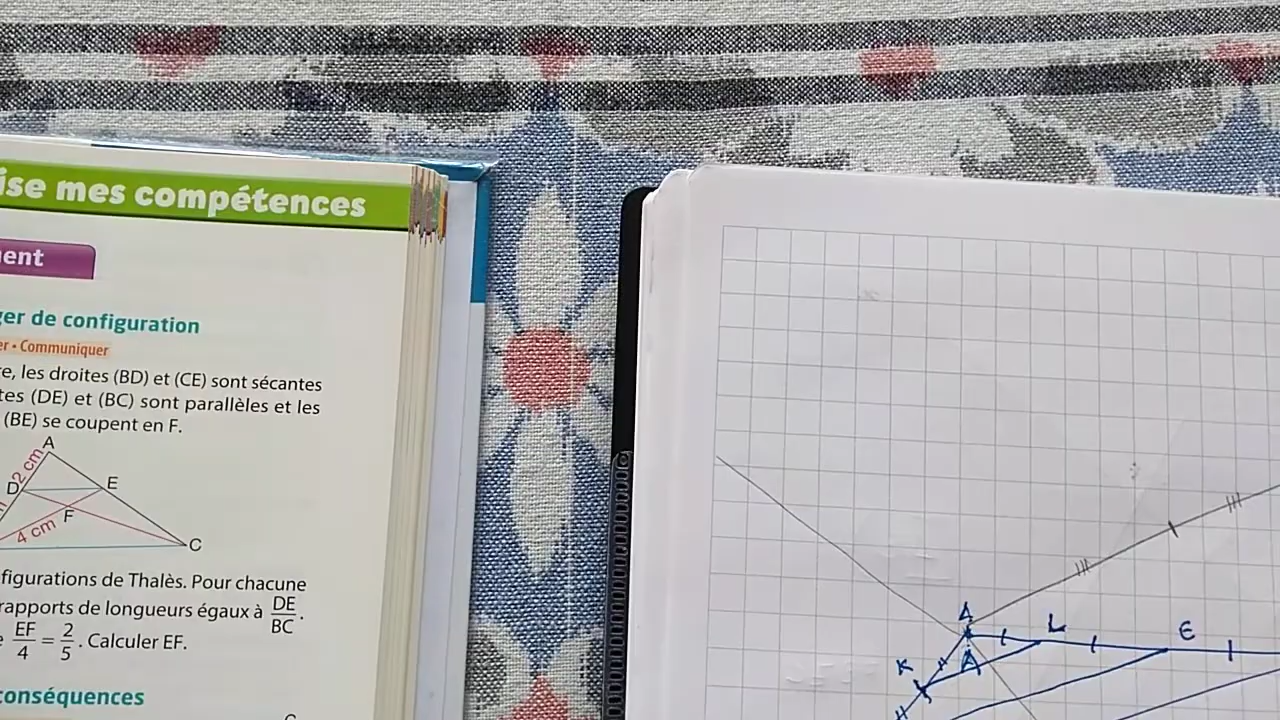 ise mes compétences
ent
er de configuration
er • Communiquer
e, les droites (BD) et (CE) sont sécantes
tes (DE) et (BC) sont parallèles et les
(BE) se coupent en F.
A
2 cm
D
E
F
4 cm
C
figurations de Thalès. Pour chacune
rapports de longueurs égaux à DE/BC.
EF/4 = 2/5. Calculer EF.
conséquences
C
A
L
E
K
A